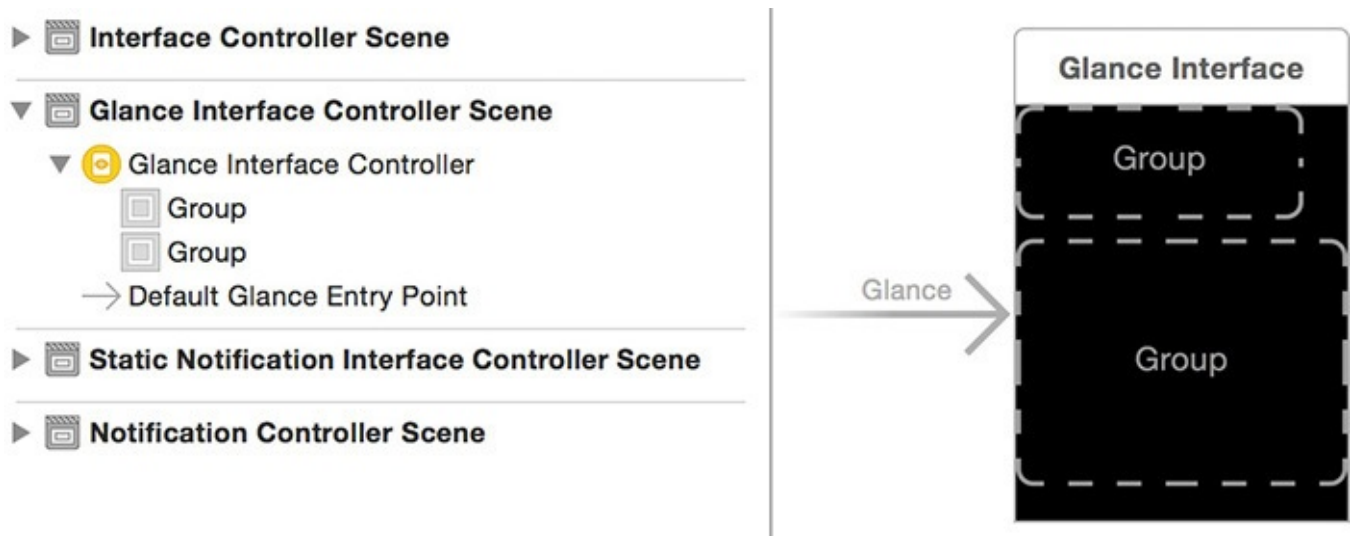 Interface Controller Scene
Glance Interface Controller Scene
Glance Interface Controller
Group
Group
Default Glance Entry Point
Static Notification Interface Controller Scene
Notification Controller Scene
Glance
Glance Interface
Group
Group